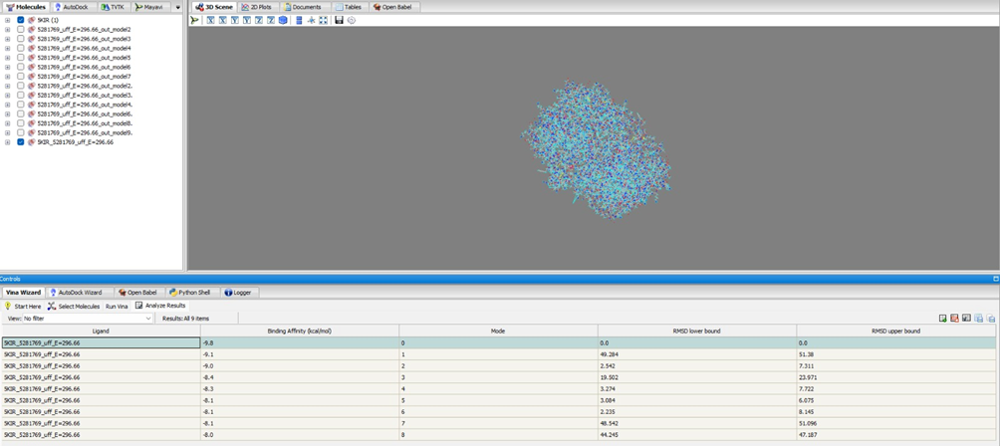 Molecules AutoDock TVTK Mayavi
3D Scene 2D Plots Documents Tables Open Babel
5KIR (1)
5281769_uff_E=296.66_out_model2
5281769_uff_E=296.66_out_model3
5281769_uff_E=296.66_out_model4
5281769_uff_E=296.66_out_model5
5281769_uff_E=296.66_out_model6
5281769_uff_E=296.66_out_model7
5281769_uff_E=296.66_out_model2.
5281769_uff_E=296.66_out_model3.
5281769_uff_E=296.66_out_model4.
5281769_uff_E=296.66_out_model6.
5281769_uff_E=296.66_out_model8.
5281769_uff_E=296.66_out_model9.
5KIR_5281769_uff_E=296.66
Controls
Vina Wizard AutoDock Wizard Open Babel Python Shell Logger
Start Here Select Molecules Run Vina Analyze Results
View: No filter Results: All 9 items
Ligand Binding Affinity (kcal/mol) Mode RMSD lower bound RMSD upper bound
5KIR_5281769_uff_E=296.66 -9.8 0 0.0 0.0
5KIR_5281769_uff_E=296.66 -9.1 1 49.284 51.38
5KIR_5281769_uff_E=296.66 -9.0 2 2.542 7.311
5KIR_5281769_uff_E=296.66 -8.4 3 19.502 23.971
5KIR_5281769_uff_E=296.66 -8.3 4 3.274 7.722
5KIR_5281769_uff_E=296.66 -8.1 5 3.084 6.075
5KIR_5281769_uff_E=296.66 -8.1 6 2.235 8.145
5KIR_5281769_uff_E=296.66 -8.1 7 48.542 51.096
5KIR_5281769_uff_E=296.66 -8.0 8 44.245 47.187